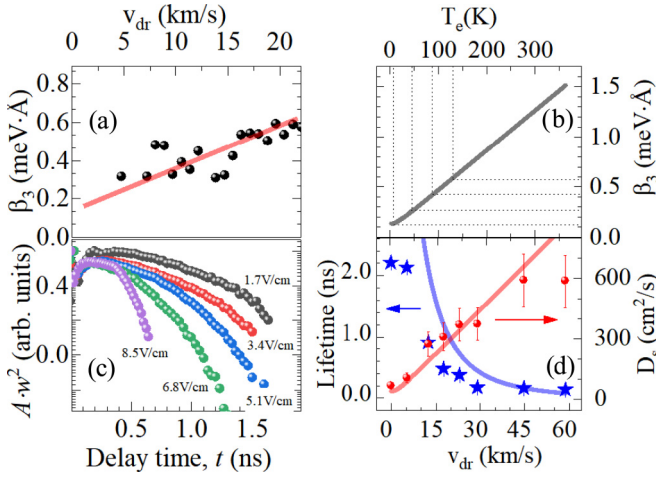 v_dr (km/s)
0 5 10 15 20
T_e(K)
0 100 200 300
0.8
0.6
0.4
0.2
0.0
β_3 (meV·Å)
(a)
(b)
1.5
1.0
0.5
0.0
β_3 (meV·Å)
0.4
0.0
A·w² (arb. units)
1.7V/cm
3.4V/cm
8.5V/cm
6.8V/cm
5.1V/cm
(c)
0.5 1.0 1.5
Delay time, t (ns)
2.0
1.0
0.0
Lifetime (ns)
(d)
600
300
0
D_s (cm²/s)
0 15 30 45 60
v_dr (km/s)